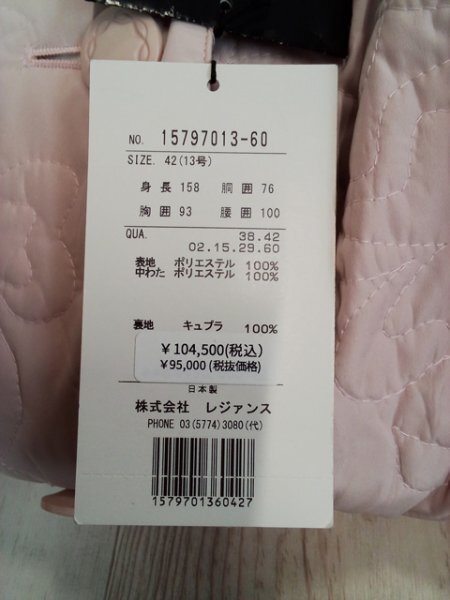 NO. 15797013-60
SIZE. 42(13号)
身長 158 胴囲 76
胸囲 93 腰囲 100
QUA. 38.42
02.15.29.60
表地 ポリエステル 100%
中わた ポリエステル 100%
裏地 キュプラ 100%
￥104,500(税込)
￥95,000 (税抜価格)
日本製
株式会社 レジァンス
PHONE 03(5774)3080(代)
1579701360427